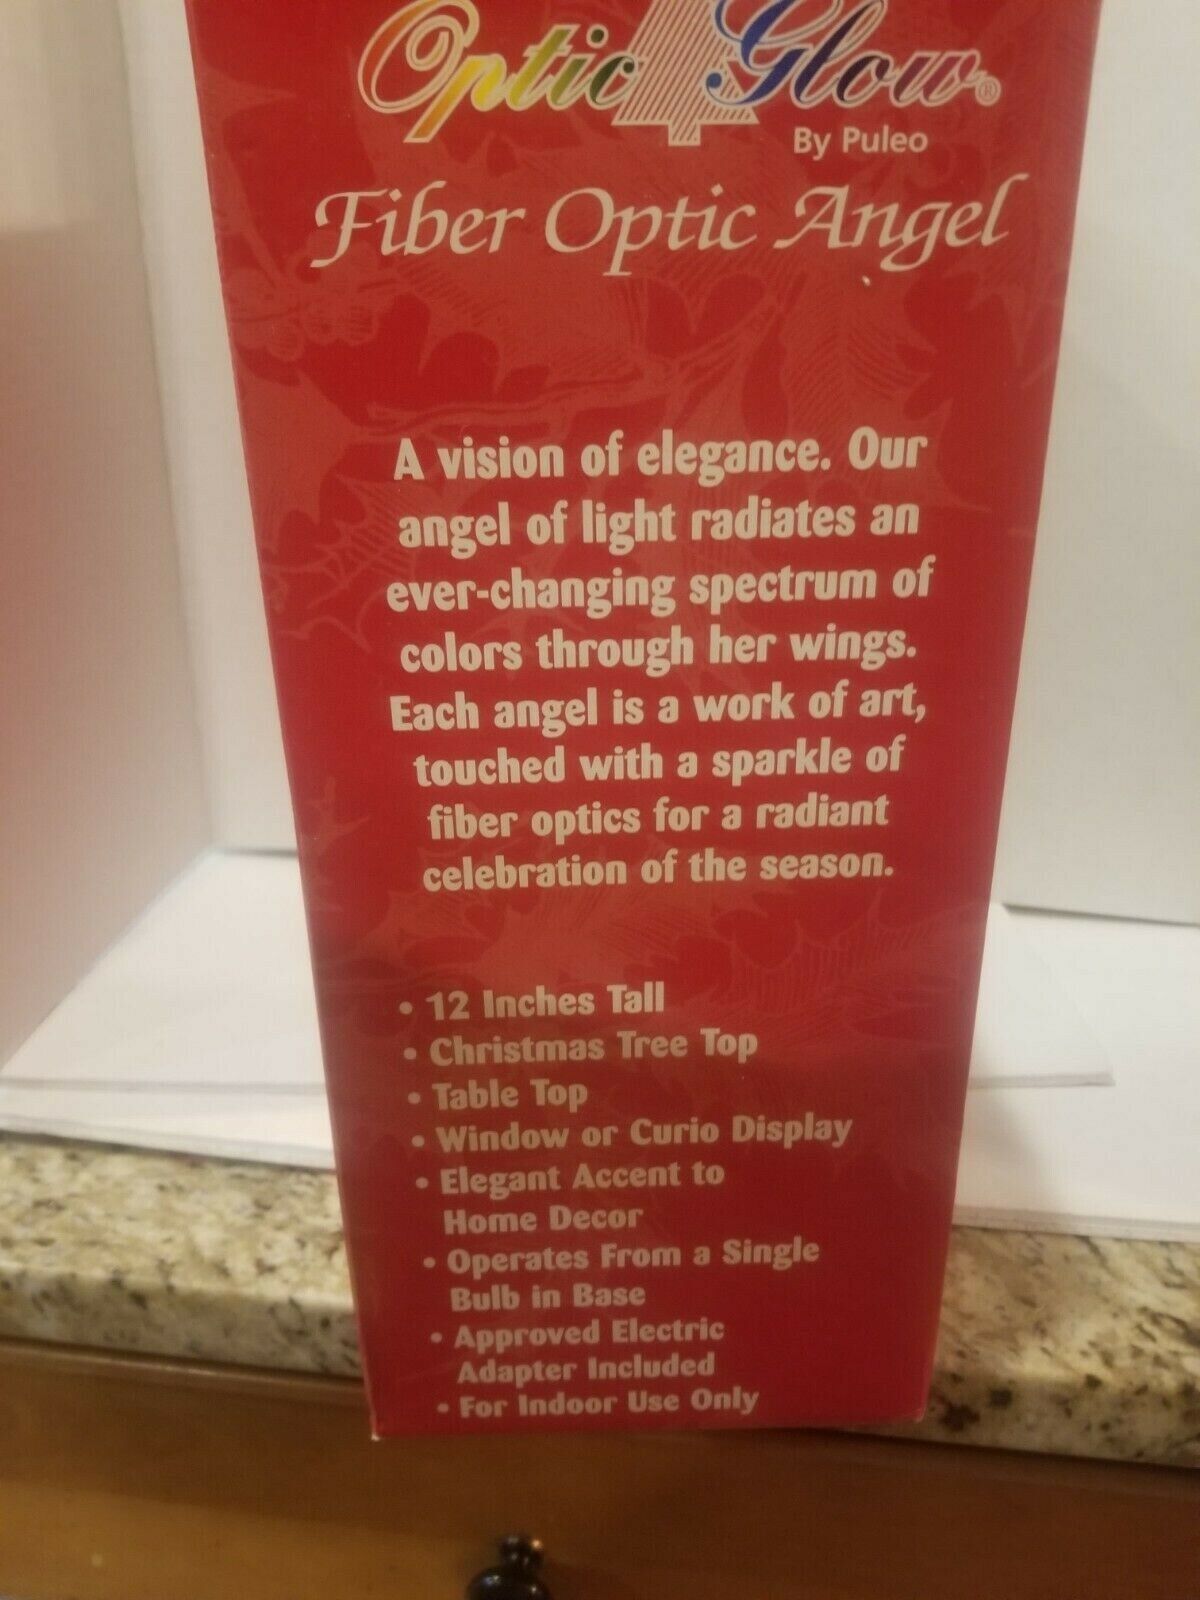 Optic Glow®
By Puleo
Fiber Optic Angel
A vision of elegance. Our
angel of light radiates an
ever-changing spectrum of
colors through her wings.
Each angel is a work of art,
touched with a sparkle of
fiber optics for a radiant
celebration of the season.
• 12 Inches Tall
• Christmas Tree Top
• Table Top
• Window or Curio Display
• Elegant Accent to
Home Decor
• Operates From a Single
Bulb in Base
• Approved Electric
Adapter Included
• For Indoor Use Only